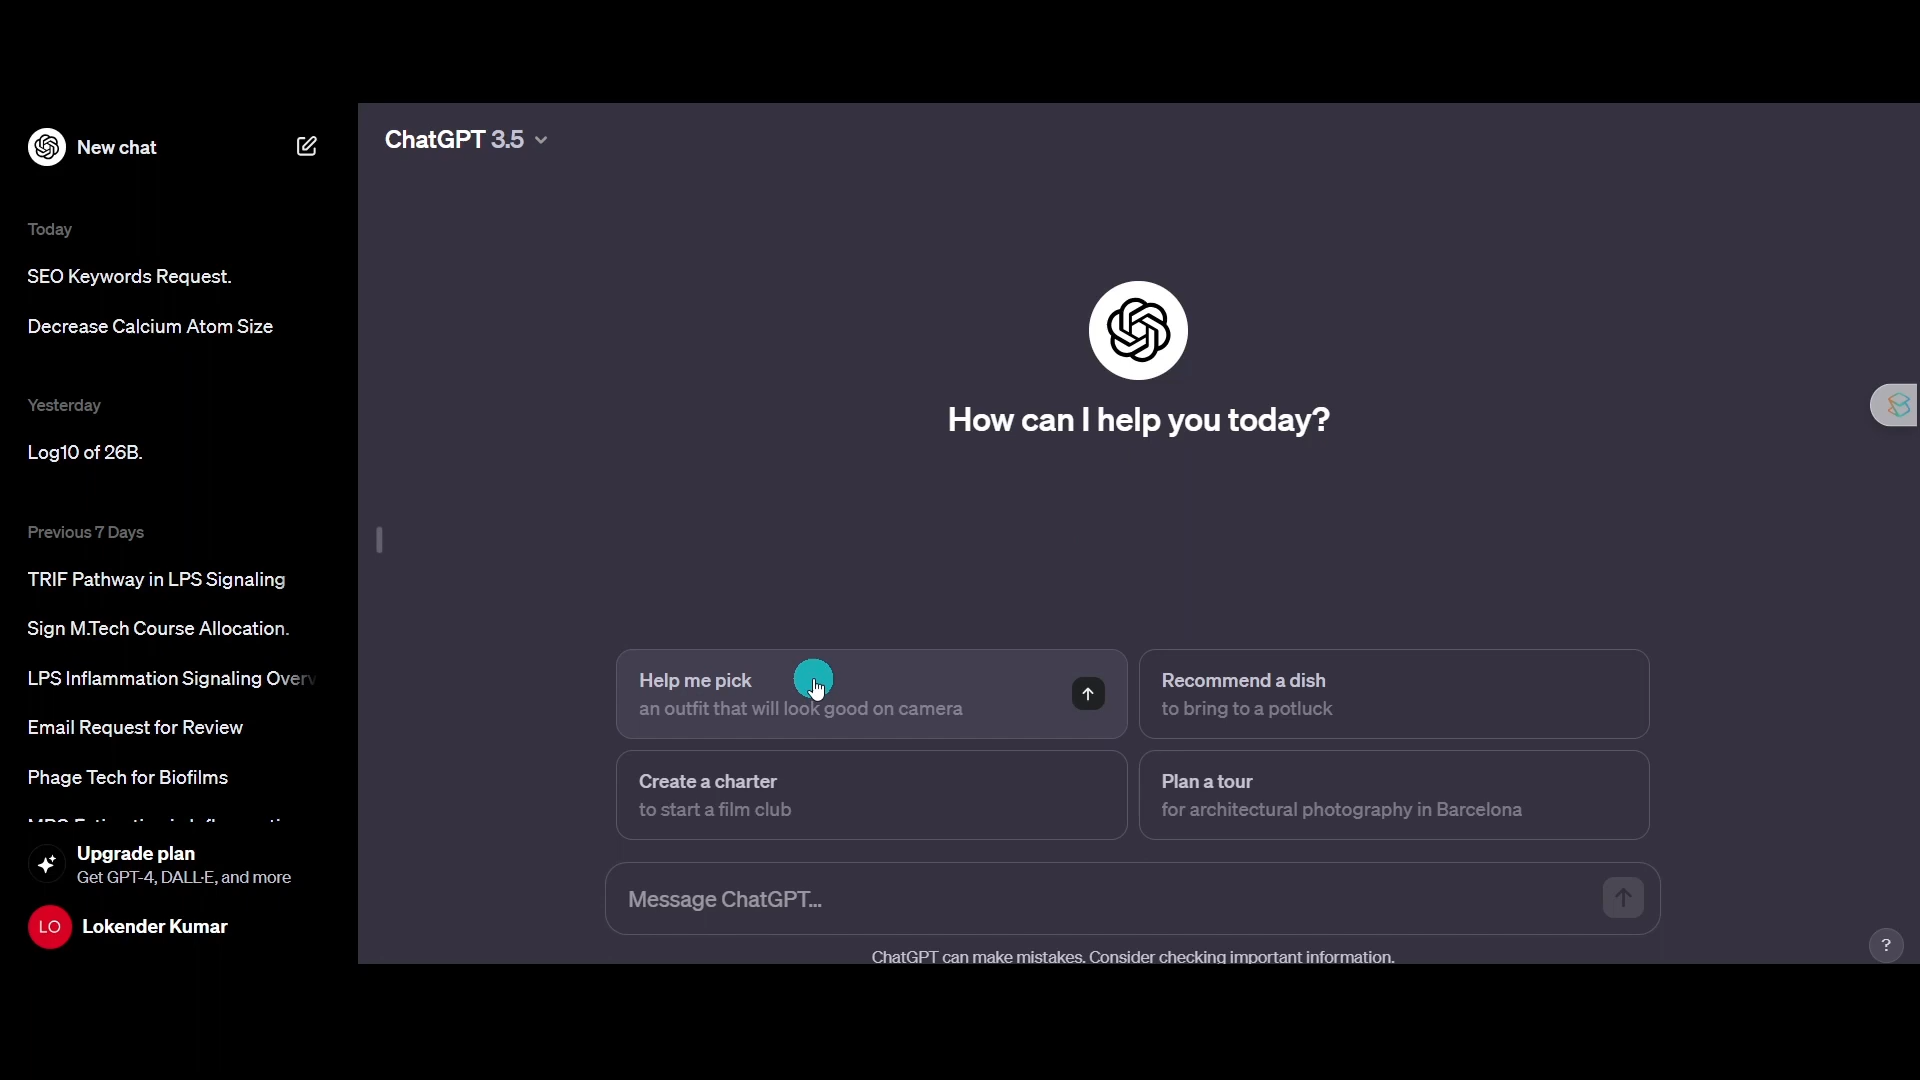 New chat
Today
SEO Keywords Request.
Decrease Calcium Atom Size
Yesterday
Log10 of 26B.
Previous 7 Days
TRIF Pathway in LPS Signaling
Sign M.Tech Course Allocation.
LPS Inflammation Signaling Overv
Email Request for Review
Phage Tech for Biofilms
Upgrade plan
Get GPT-4, DALL·E, and more
LO Lokender Kumar
ChatGPT 3.5
How can I help you today?
Help me pick
an outfit that will look good on camera
Recommend a dish
to bring to a potluck
Create a charter
to start a film club
Plan a tour
for architectural photography in Barcelona
Message ChatGPT...
ChatGPT can make mistakes. Consider checking important information.
?